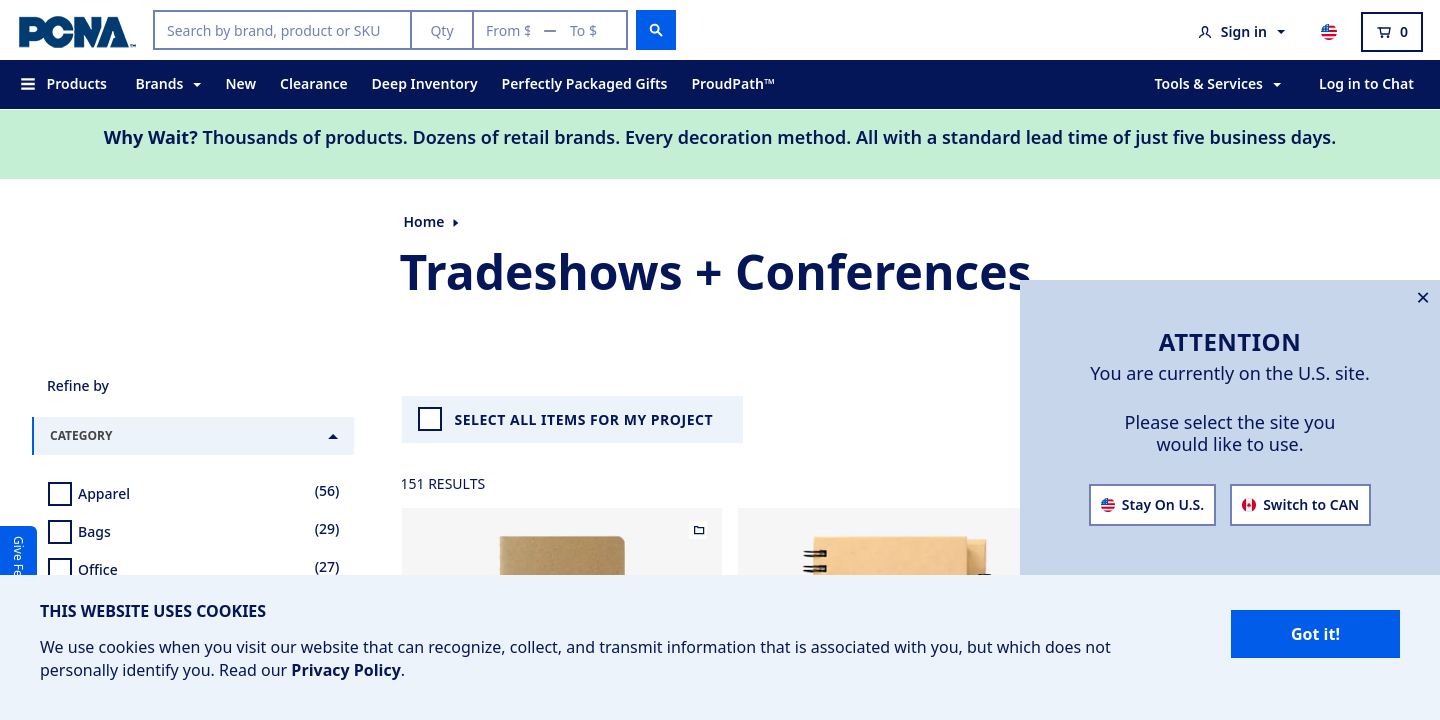 PCNA™
Search by brand, product or SKU
Qty
From $
—
To $
Sign in
0
Products
Brands
New
Clearance
Deep Inventory
Perfectly Packaged Gifts
ProudPath™
Tools & Services
Log in to Chat
Why Wait? Thousands of products. Dozens of retail brands. Every decoration method. All with a standard lead time of just five business days.
Home
Tradeshows + Conferences
ATTENTION
You are currently on the U.S. site.
Please select the site you
would like to use.
Stay On U.S.
Switch to CAN
Refine by
CATEGORY
SELECT ALL ITEMS FOR MY PROJECT
151 RESULTS
Apparel
(56)
Bags
(29)
Office
(27)
Give Fe
THIS WEBSITE USES COOKIES
We use cookies when you visit our website that can recognize, collect, and transmit information that is associated with you, but which does not
personally identify you. Read our Privacy Policy.
Got it!